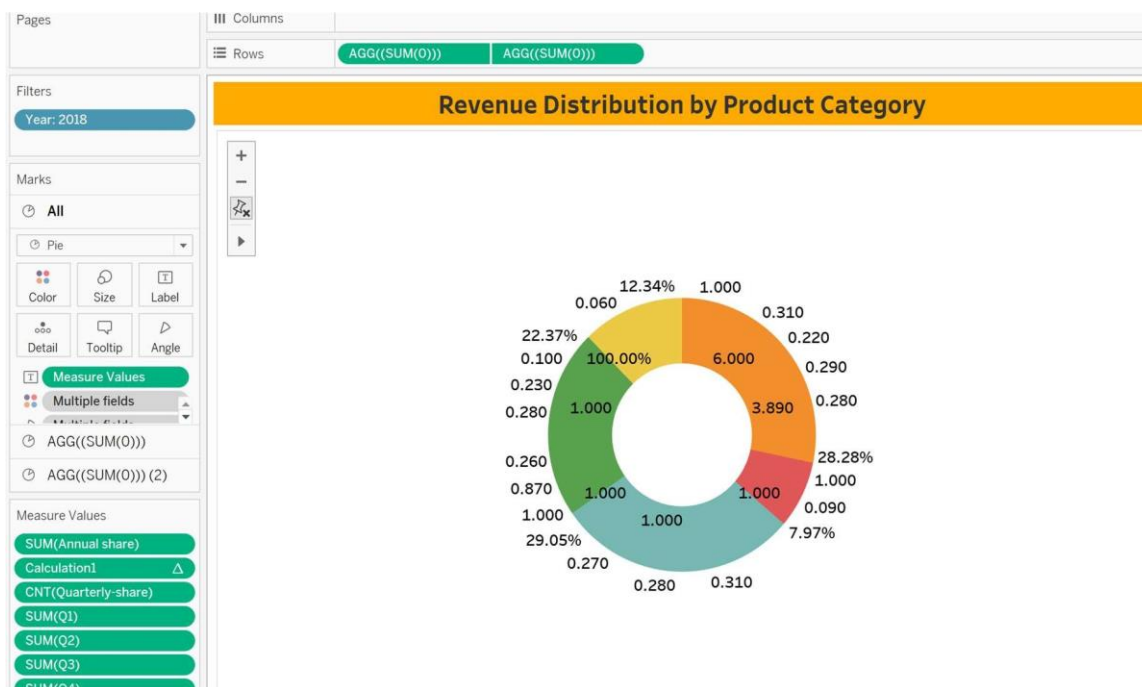 Pages
Columns
Rows
AGG((SUM(0)))
AGG((SUM(0)))
Filters
Year: 2018
Revenue Distribution by Product Category
+
−
Marks
All
Pie
Color
Size
Label
Detail
Tooltip
Angle
Measure Values
Multiple fields
AGG((SUM(0)))
AGG((SUM(0))) (2)
Measure Values
SUM(Annual share)
Calculation1
CNT(Quarterly-share)
SUM(Q1)
SUM(Q2)
SUM(Q3)
12.34%
1.000
0.060
0.310
22.37%
0.220
0.100
100.00%
6.000
0.290
0.230
0.280
1.000
3.890
0.280
0.260
28.28%
0.870
1.000
1.000
1.000
1.000
1.000
0.090
29.05%
7.97%
0.270
0.280
0.310